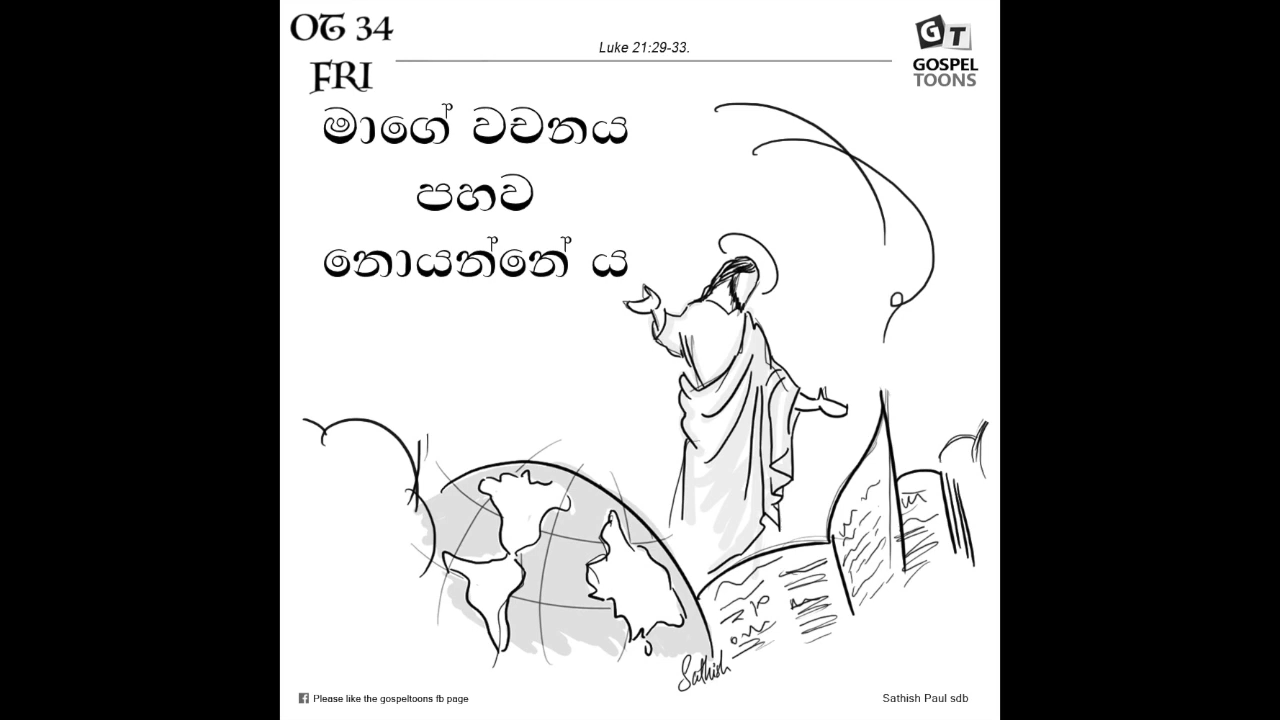 OT 34
FRI
Luke 21:29-33.
GT
GOSPEL
TOONS
මාගේ වචනය
පහව
නොයන්නේ ය
Sathish
Please like the gospeltoons fb page
Sathish Paul sdb